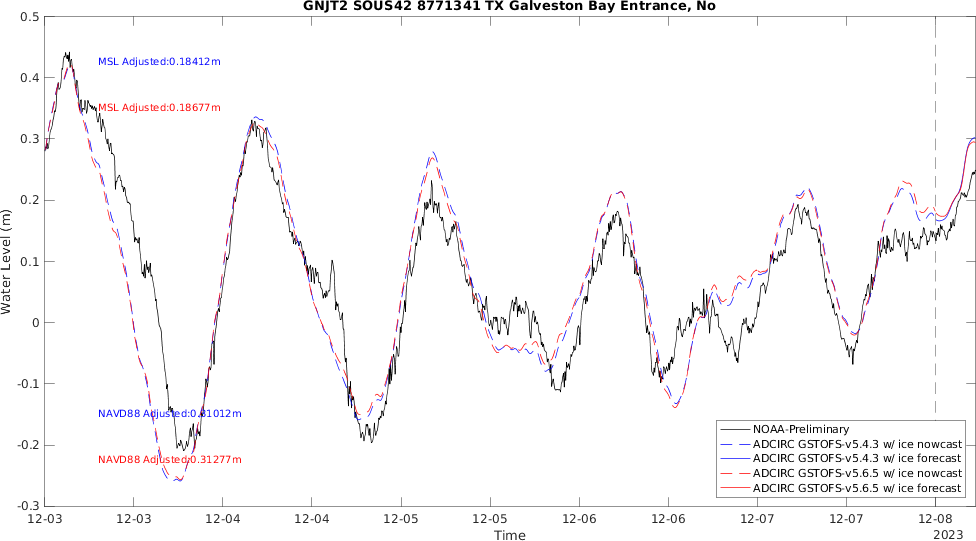 GNJT2 SOUS42 8771341 TX Galveston Bay Entrance, No
Water Level (m)
0.5
0.4
0.3
0.2
0.1
0
-0.1
-0.2
-0.3
MSL Adjusted:0.18412m
MSL Adjusted:0.18677m
NAVD88 Adjusted:0.31012m
NAVD88 Adjusted:0.31277m
NOAA-Preliminary
ADCIRC GSTOFS-v5.4.3 w/ ice nowcast
ADCIRC GSTOFS-v5.4.3 w/ ice forecast
ADCIRC GSTOFS-v5.6.5 w/ ice nowcast
ADCIRC GSTOFS-v5.6.5 w/ ice forecast
12-03 12-03 12-04 12-04 12-05 12-05 12-06 12-06 12-07 12-07 12-08
Time 2023